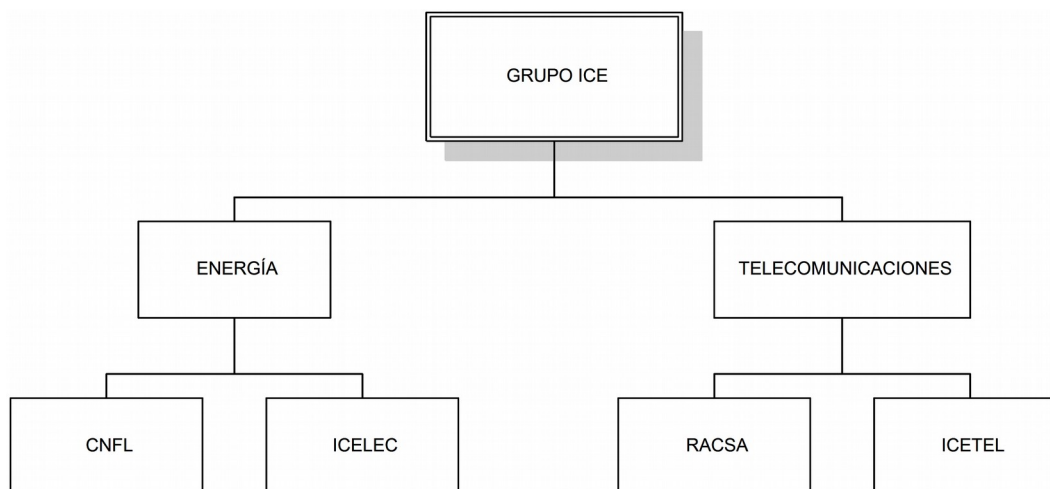 GRUPO ICE
ENERGÍA
TELECOMUNICACIONES
CNFL
ICELEC
RACSA
ICETEL